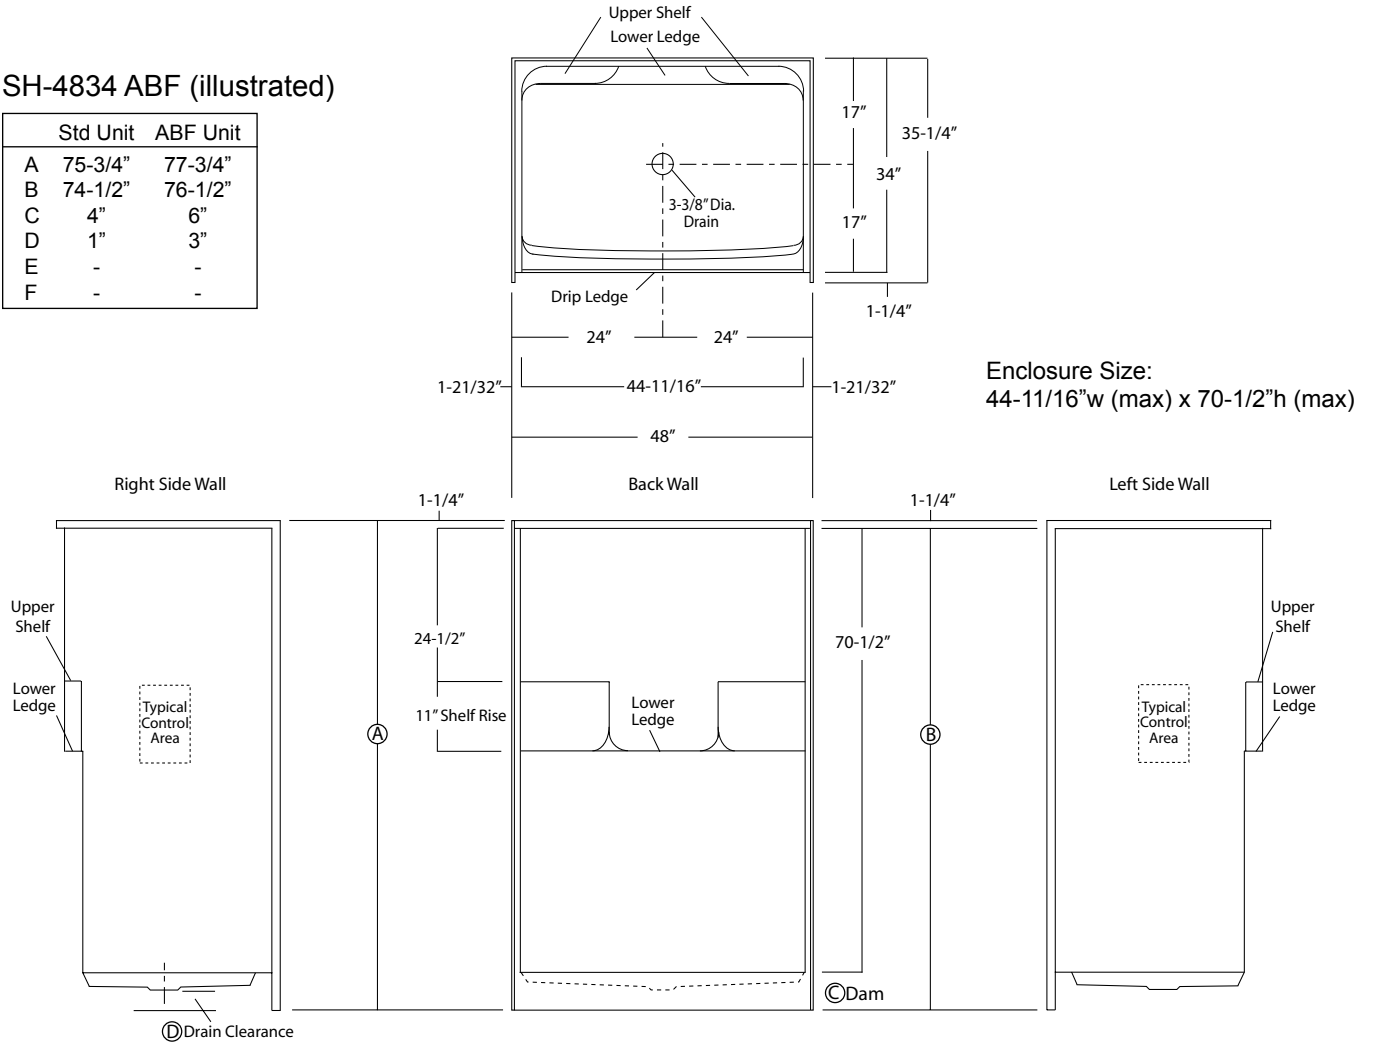 Upper Shelf
Lower Ledge
SH-4834 ABF (illustrated)
Std Unit ABF Unit
A 75-3/4” 77-3/4”
B 74-1/2” 76-1/2”
C 4” 6”
D 1” 3”
E - -
F - -
17”
35-1/4”
34”
3-3/8” Dia.
Drain
17”
Drip Ledge
1-1/4”
24” 24”
1-21/32” 44-11/16” 1-21/32”
Enclosure Size:
44-11/16”w (max) x 70-1/2”h (max)
48”
Right Side Wall
Back Wall
Left Side Wall
1-1/4”
1-1/4”
Upper
Shelf
24-1/2”
70-1/2”
Upper
Shelf
Lower
Ledge
Typical
Control
Area
A
11” Shelf Rise
Lower
Ledge
B
Typical
Control
Area
Lower
Ledge
C Dam
D Drain Clearance